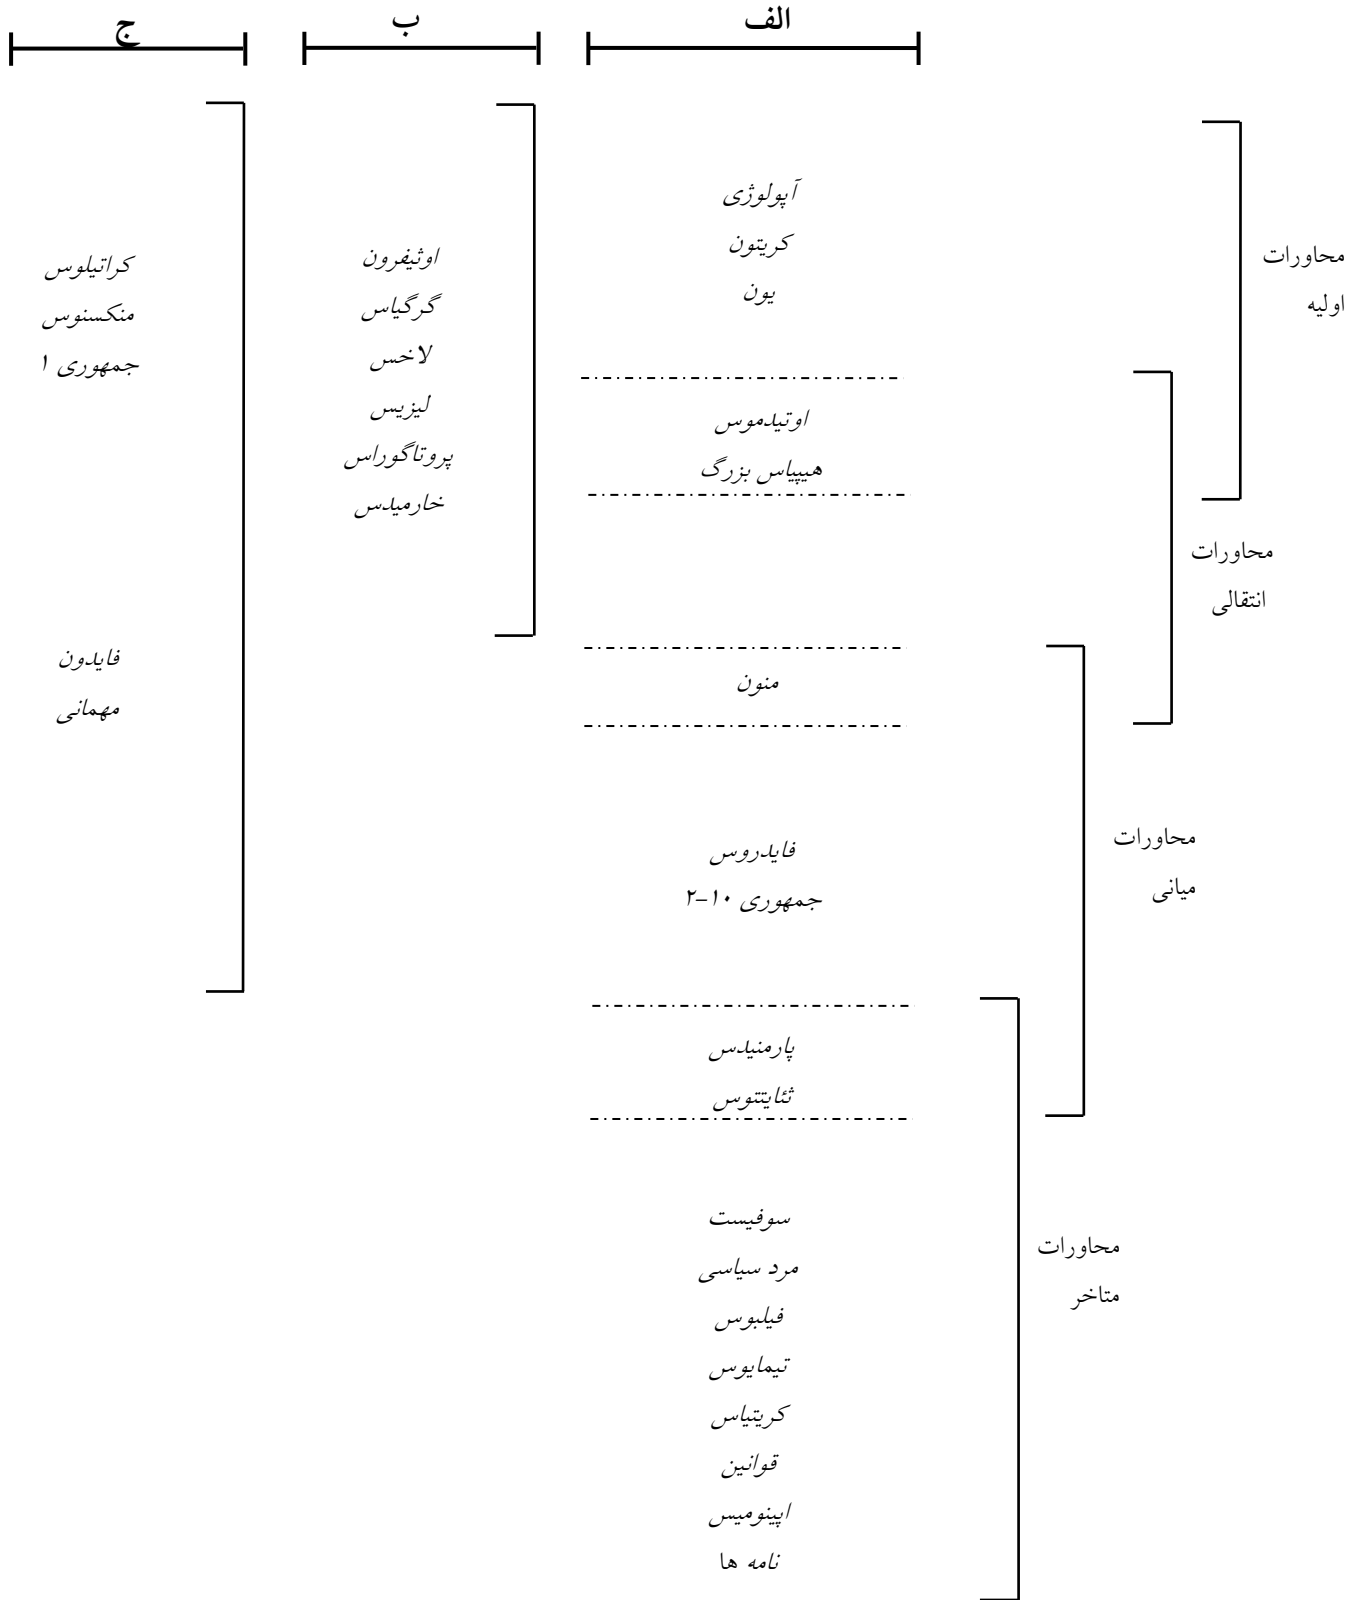 الف
ب
ج
محاورات
اولیه
محاورات
انتقالی
محاورات
میانی
محاورات
متاخر
آپولوژی
کریتون
یون
اوتیدموس
هیپیاس بزرگ
منون
فایدروس
جمهوری ۱۰-۲
پارمنیدس
ثئایتتوس
سوفیست
مرد سیاسی
فیلبوس
تیمایوس
کریتیاس
قوانین
اپینومیس
نامه ها
اوثیفرون
گرگیاس
لاخس
لیزیس
پروتاگوراس
خارمیدس
کراتیلوس
منکسنوس
جمهوری ۱
فایدون
مهمانی